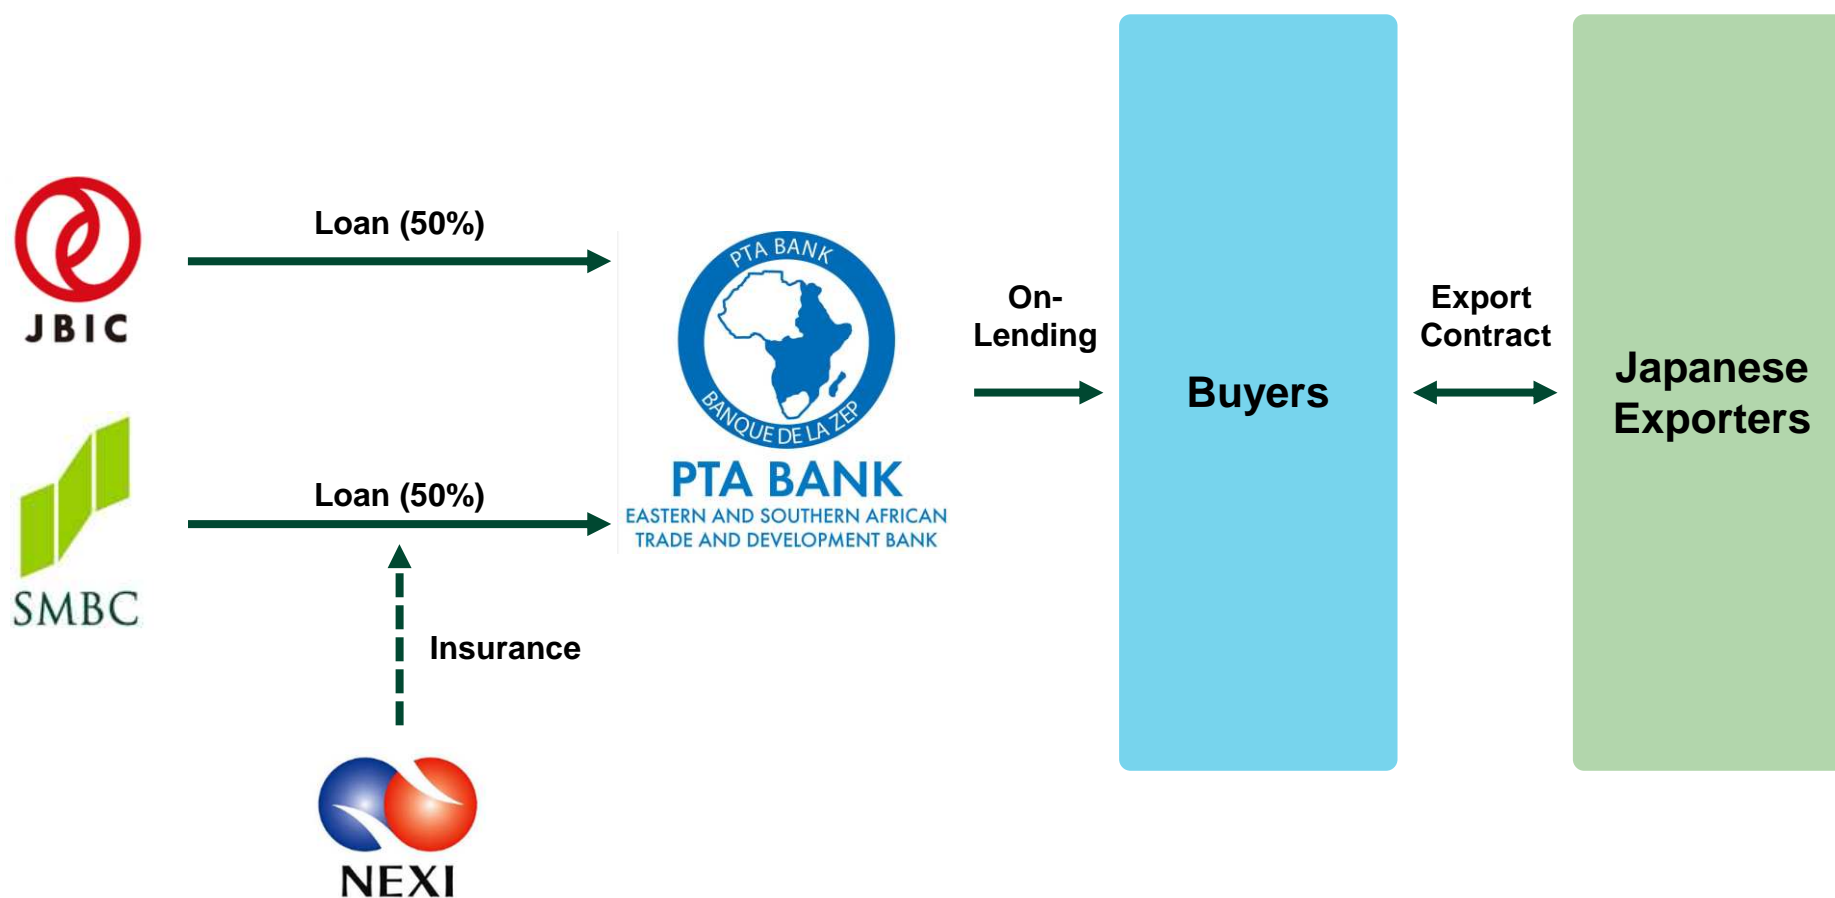 JBIC
Loan (50%)
SMBC
Loan (50%)
Insurance
NEXI
PTA BANK
BANQUE DE LA ZEP
PTA BANK
EASTERN AND SOUTHERN AFRICAN
TRADE AND DEVELOPMENT BANK
On-
Lending
Buyers
Export
Contract
Japanese
Exporters